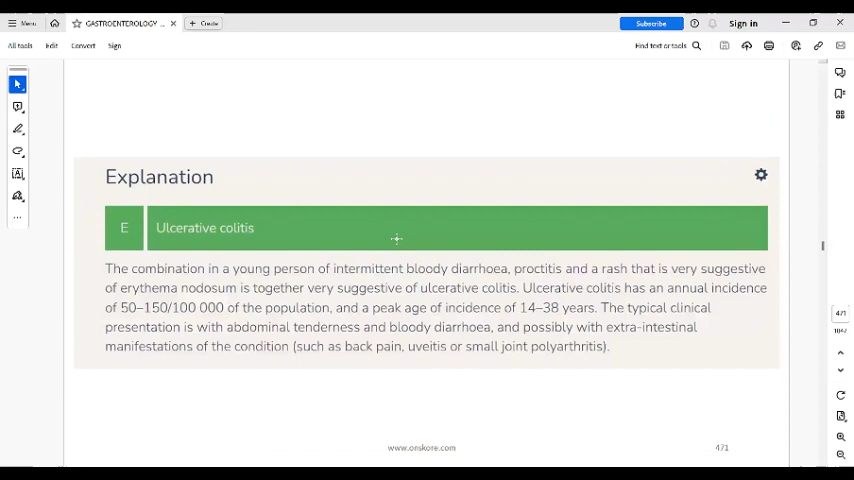 Menu
GASTROENTEROLOGY ...
Create
Subscribe
Sign in
All tools
Edit
Convert
Sign
Find text or tools
Explanation
E
Ulcerative colitis
The combination in a young person of intermittent bloody diarrhoea, proctitis and a rash that is very suggestive
of erythema nodosum is together very suggestive of ulcerative colitis. Ulcerative colitis has an annual incidence
of 50–150/100 000 of the population, and a peak age of incidence of 14–38 years. The typical clinical
presentation is with abdominal tenderness and bloody diarrhoea, and possibly with extra-intestinal
manifestations of the condition (such as back pain, uveitis or small joint polyarthritis).
471
www.onskore.com
471